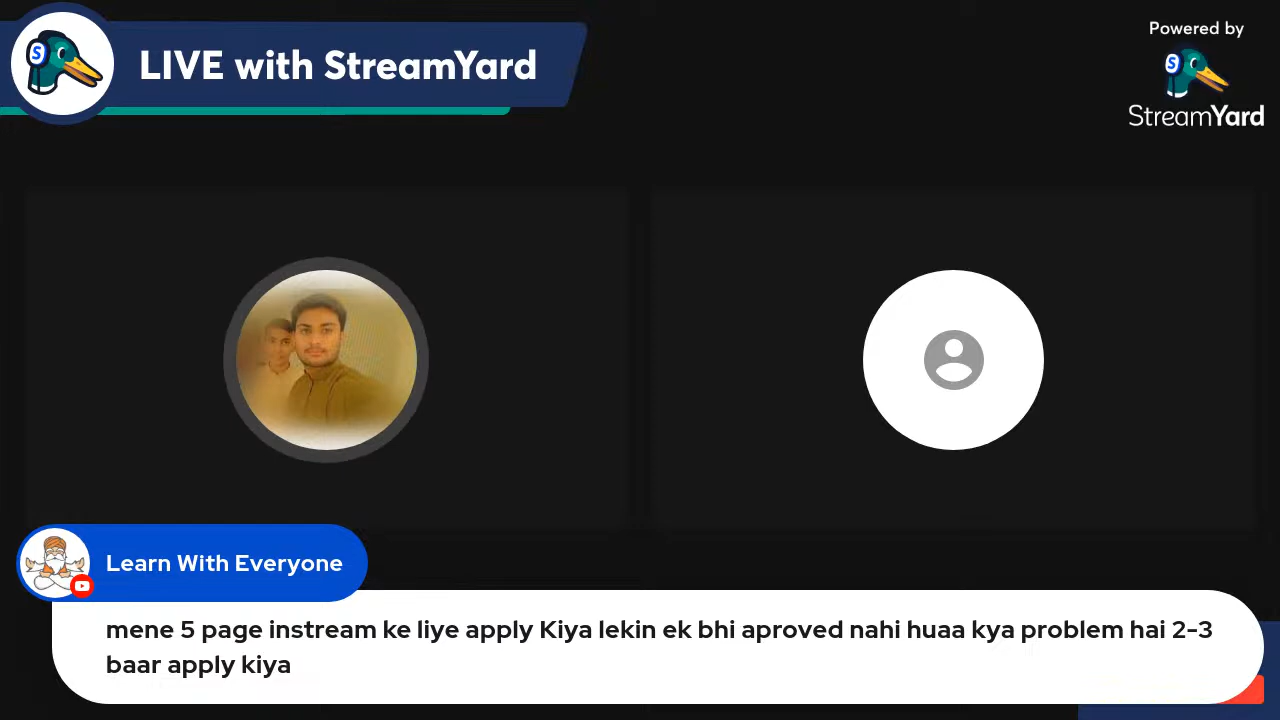 S
LIVE with StreamYard
Powered by
S
StreamYard
Learn With Everyone
mene 5 page instream ke liye apply Kiya lekin ek bhi aproved nahi huaa kya problem hai 2-3
baar apply kiya